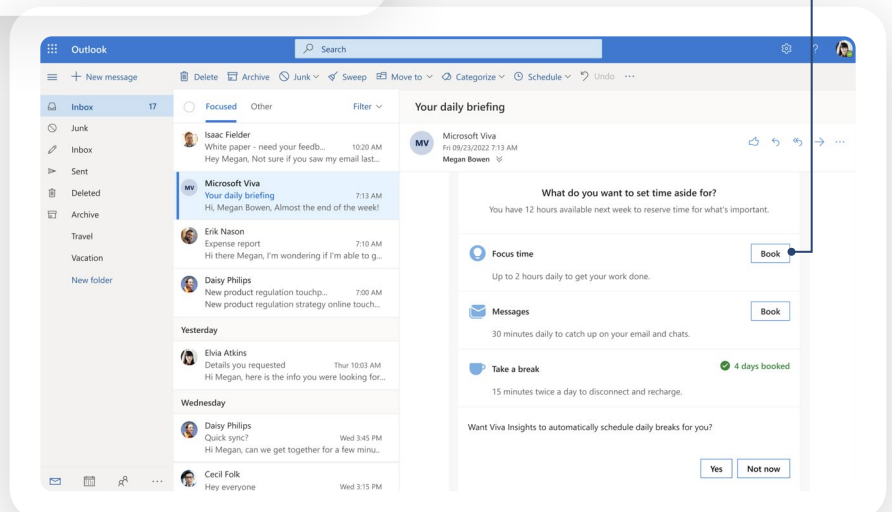 Outlook
Search
?
New message
Delete Archive Junk Sweep Move to Categorize Schedule Undo ...
Inbox 17
Junk
Inbox
Sent
Deleted
Archive
Travel
Vacation
New folder
Focused Other Filter
Isaac Fielder
White paper - need your feedb... 10:20 AM
Hey Megan, Not sure if you saw my email last...
MV
Microsoft Viva
Your daily briefing 7:13 AM
Hi, Megan Bowen, Almost the end of the week!
Erik Nason
Expense report 7:10 AM
Hi there Megan, I'm wondering if I'm able to g...
Daisy Philips
New product regulation touchp... 7:00 AM
New product regulation strategy online touch...
Yesterday
Elvia Atkins
Details you requested Thur 10:03 AM
Hi Megan, here is the info you were looking for...
Wednesday
Daisy Philips
Quick sync? Wed 3:45 PM
Hi Megan, can we get together for a few minu..
Cecil Folk
Hey everyone Wed 3:15 PM
Your daily briefing
MV
Microsoft Viva
Fri 09/23/2022 7:13 AM
Megan Bowen
What do you want to set time aside for?
You have 12 hours available next week to reserve time for what's important.
Focus time Book
Up to 2 hours daily to get your work done.
Messages Book
30 minutes daily to catch up on your email and chats.
Take a break 4 days booked
15 minutes twice a day to disconnect and recharge.
Want Viva Insights to automatically schedule daily breaks for you?
Yes Not now